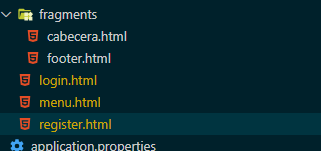 fragments
cabecera.html
footer.html
login.html
menu.html
register.html
application.properties